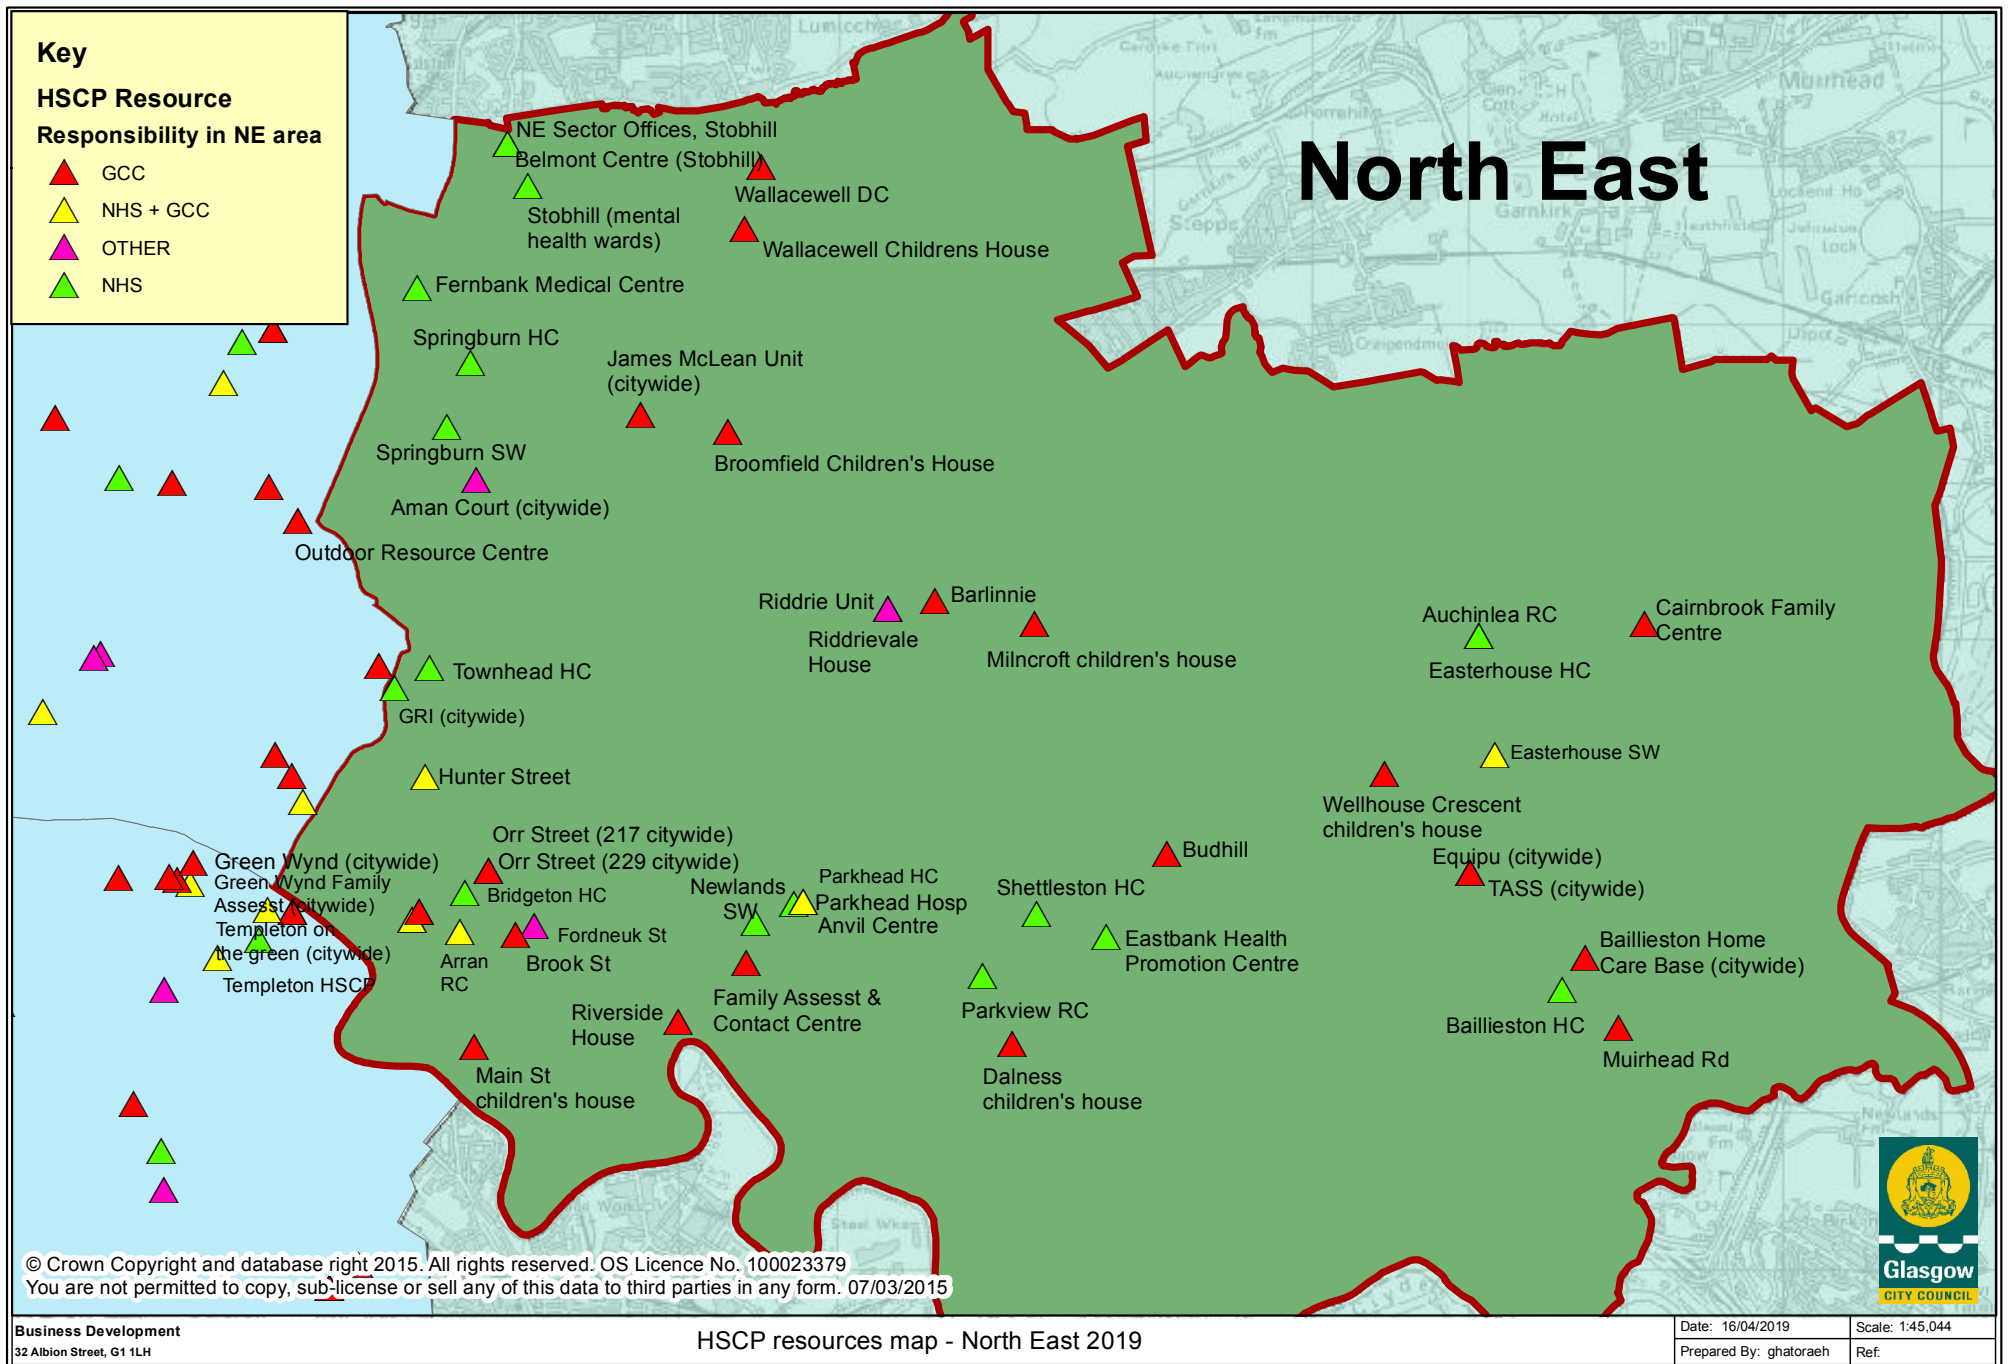 Key
HSCP Resource
Responsibility in NE area
GCC
NHS + GCC
OTHER
NHS
North East
NE Sector Offices, Stobhill
Belmont Centre (Stobhill)
Stobhill (mental
health wards)
Wallacewell DC
Wallacewell Childrens House
Fernbank Medical Centre
Springburn HC
James McLean Unit
(citywide)
Springburn SW
Broomfield Children's House
Aman Court (citywide)
Outdoor Resource Centre
Riddrie Unit
Barlinnie
Riddrievale
House
Milncroft children's house
Auchinlea RC
Easterhouse HC
Cairnbrook Family
Centre
Townhead HC
GRI (citywide)
Hunter Street
Easterhouse SW
Wellhouse Crescent
children's house
Equipu (citywide)
TASS (citywide)
Orr Street (217 citywide)
Orr Street (229 citywide)
Bridgeton HC
Green Wynd (citywide)
Green Wynd Family
Assesst (citywide)
Templeton on
the green (citywide)
Templeton HSCP
Arran
RC
Fordneuk St
Brook St
Newlands
SW
Parkhead HC
Parkhead Hosp
Anvil Centre
Budhill
Shettleston HC
Eastbank Health
Promotion Centre
Baillieston Home
Care Base (citywide)
Baillieston HC
Muirhead Rd
Riverside
House
Family Assesst &
Contact Centre
Parkview RC
Dalness
children's house
Main St
children's house
Muirhead
Garnkirk
Stepps
Gartcosh
Craigendmuir
Newlands
Fm
Steel Wks
© Crown Copyright and database right 2015. All rights reserved. OS Licence No. 100023379
You are not permitted to copy, sub-license or sell any of this data to third parties in any form. 07/03/2015
Glasgow
CITY COUNCIL
Business Development
32 Albion Street, G1 1LH
HSCP resources map - North East 2019
Date: 16/04/2019
Scale: 1:45,044
Prepared By: ghatoraeh
Ref: